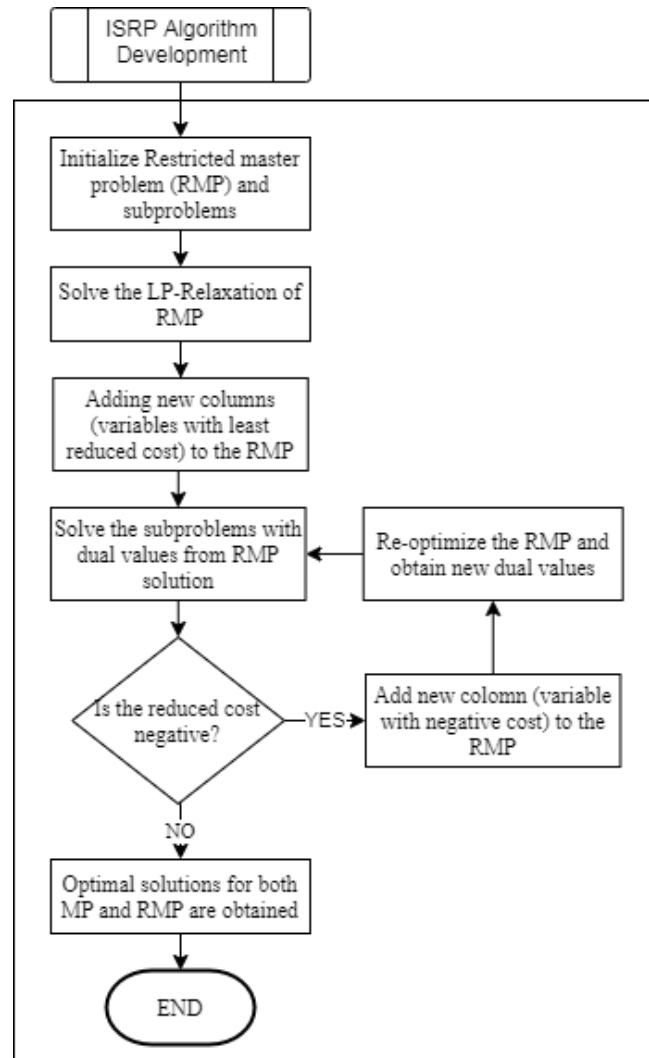 ISRP Algorithm
Development
Initialize Restricted master
problem (RMP) and
subproblems
Solve the LP-Relaxation of
RMP
Adding new columns
(variables with least
reduced cost) to the RMP
Solve the subproblems with
dual values from RMP
solution
Re-optimize the RMP and
obtain new dual values
Is the reduced cost
negative?
YES
Add new colomn (variable
with negative cost) to the
RMP
NO
Optimal solutions for both
MP and RMP are obtained
END